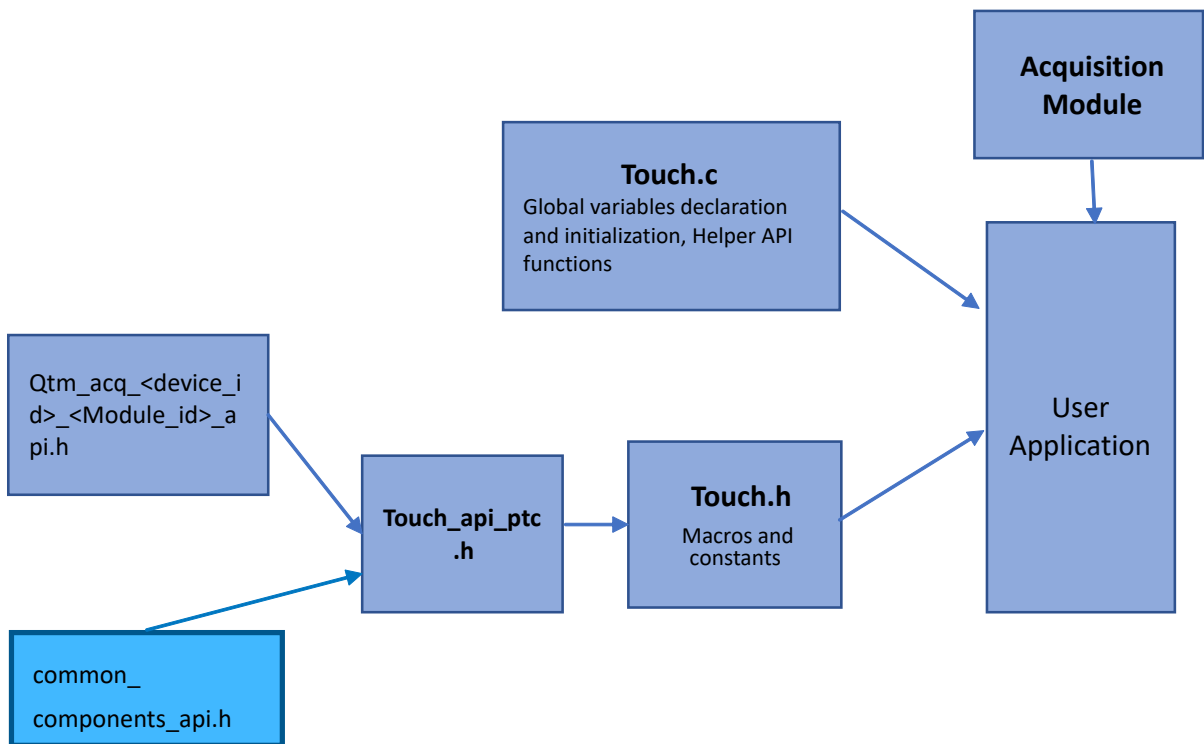 Acquisition
Module
Touch.c
Global variables declaration
and initialization, Helper API
functions
Qtm_acq_<device_i
d>_<Module_id>_a
pi.h
User
Application
Touch_api_ptc
.h
Touch.h
Macros and
constants
common_
components_api.h